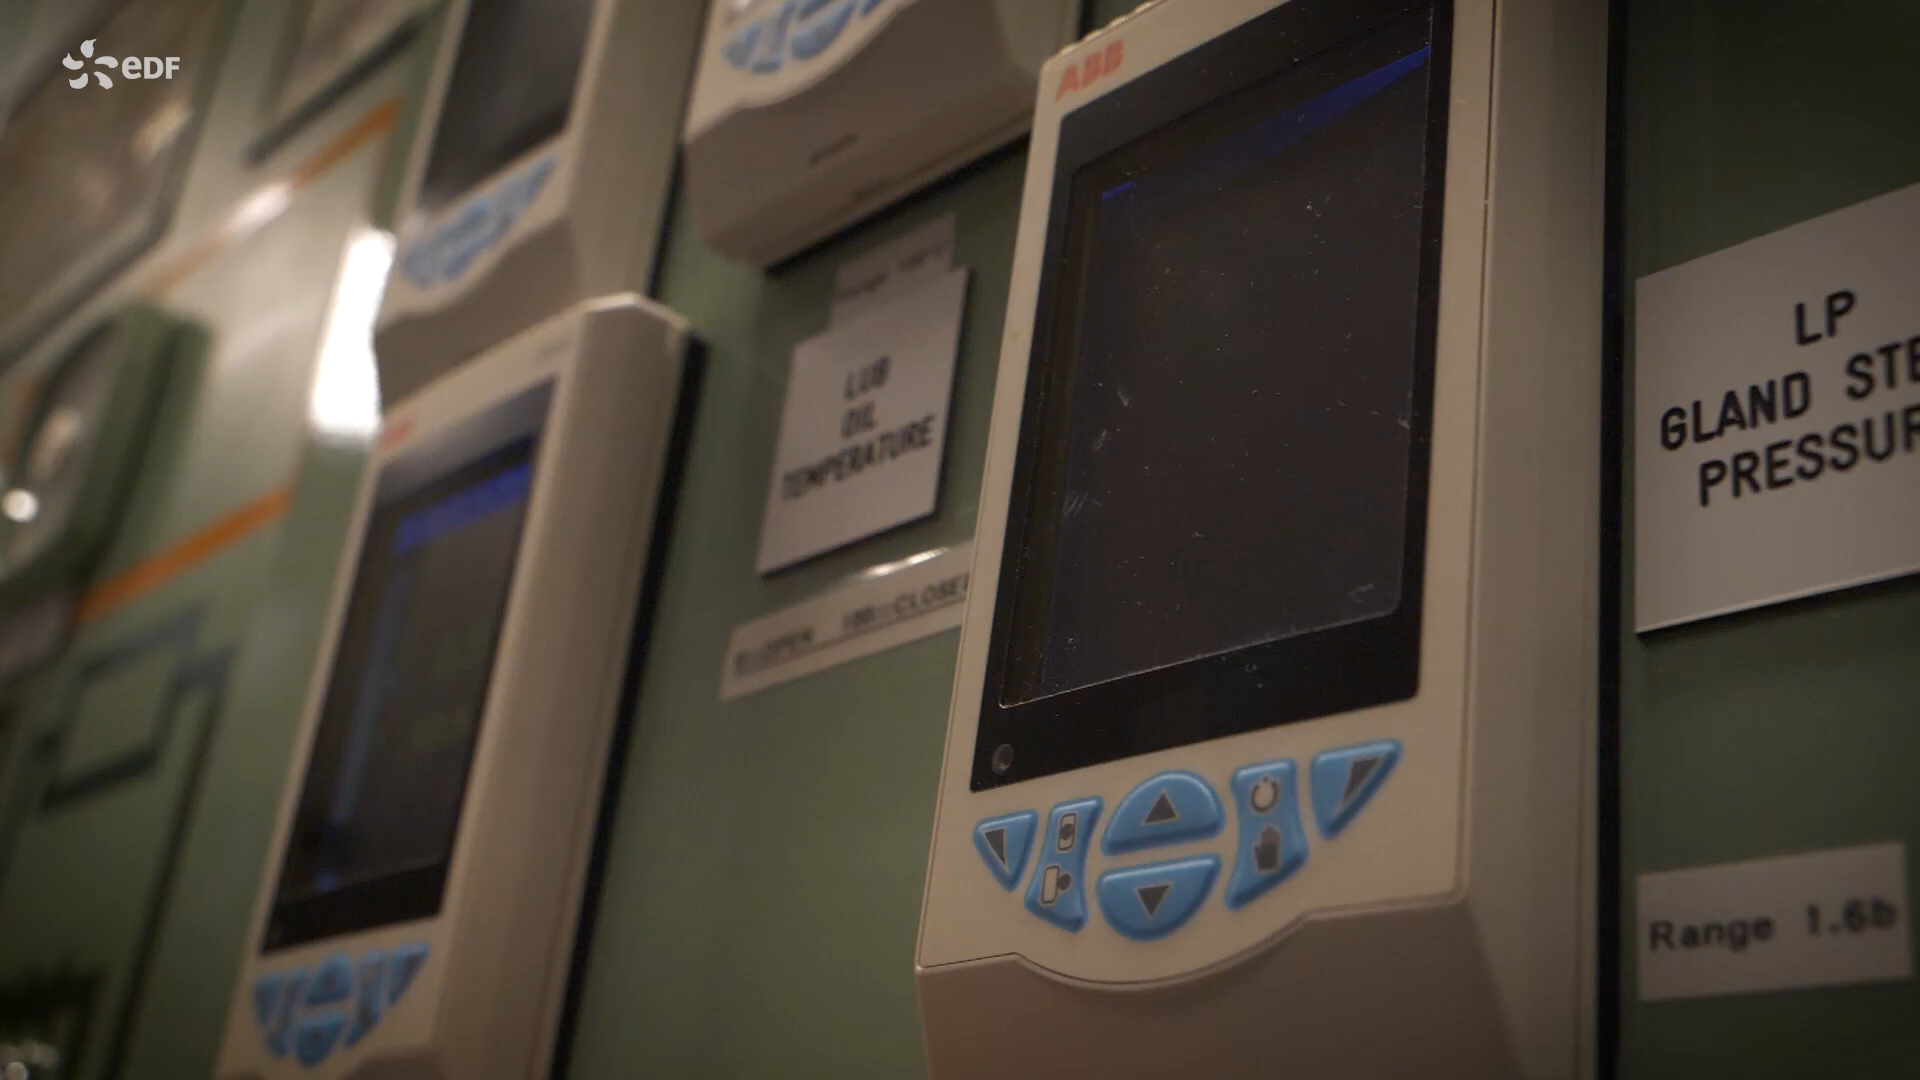 eDF
ABB
LUB
OIL
TEMPERATURE
LP
GLAND STE
PRESSUR
Range 1.6b